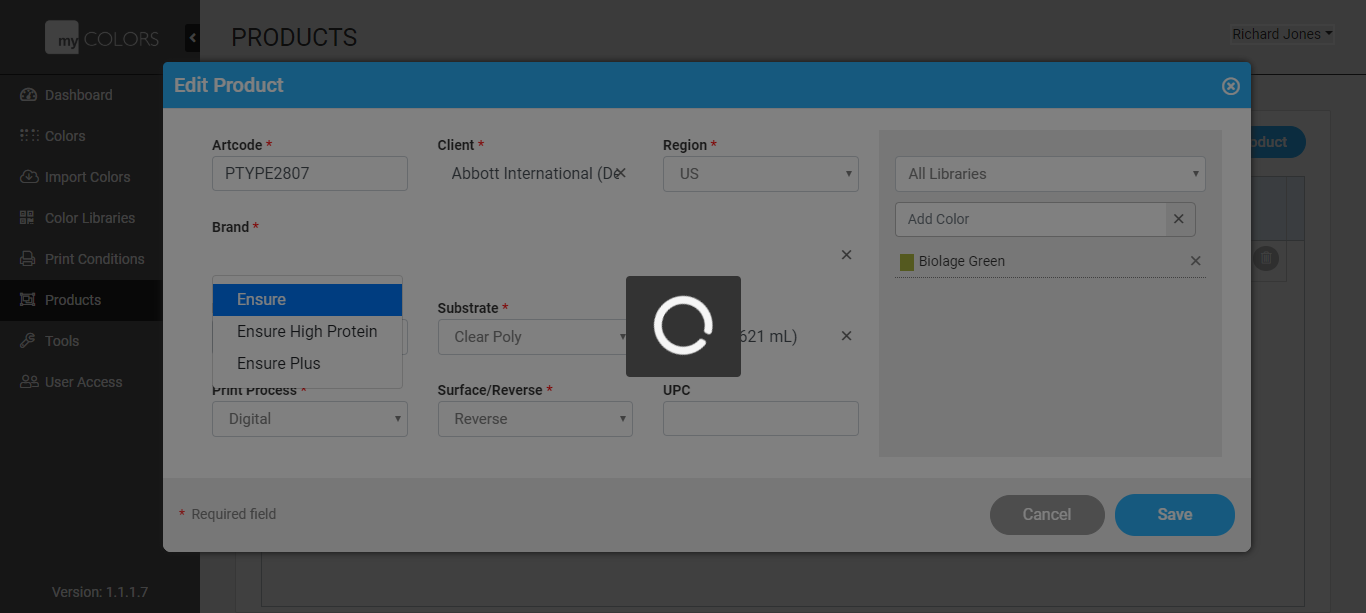 my COLORS
PRODUCTS
Richard Jones
Edit Product
Dashboard
Colors
Import Colors
Color Libraries
Print Conditions
Products
Tools
User Access
Version: 1.1.1.7
Artcode *
PTYPE2807
Client *
Abbott International (De
Region *
US
Brand *
Ensure
Ensure High Protein
Ensure Plus
Substrate *
Clear Poly
621 mL)
Print Process *
Digital
Surface/Reverse *
Reverse
UPC
All Libraries
Add Color
Biolage Green
oduct
* Required field
Cancel
Save